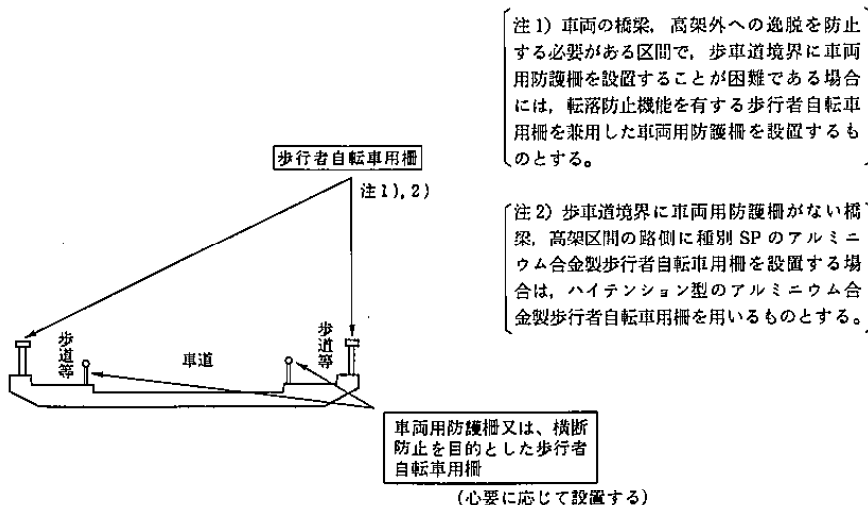 注1) 車両の橋梁, 高架外への逸脱を防止
する必要がある区間で, 歩車道境界に車両
用防護柵を設置することが困難である場合
には, 転落防止機能を有する歩行者自転車
用柵を兼用した車両用防護柵を設置するも
のとする。
歩行者自転車用柵
注1), 2)
注2) 歩車道境界に車両用防護柵がない橋
梁, 高架区間の路側に種別 SP のアルミニ
ウム合金製歩行者自転車用柵を設置する場
合は, ハイテンション型のアルミニウム合
金製歩行者自転車用柵を用いるものとする。
歩道等
車道
歩道等
車両用防護柵又は、横断
防止を目的とした歩行者
自転車用柵
(心要に応じて設置する)